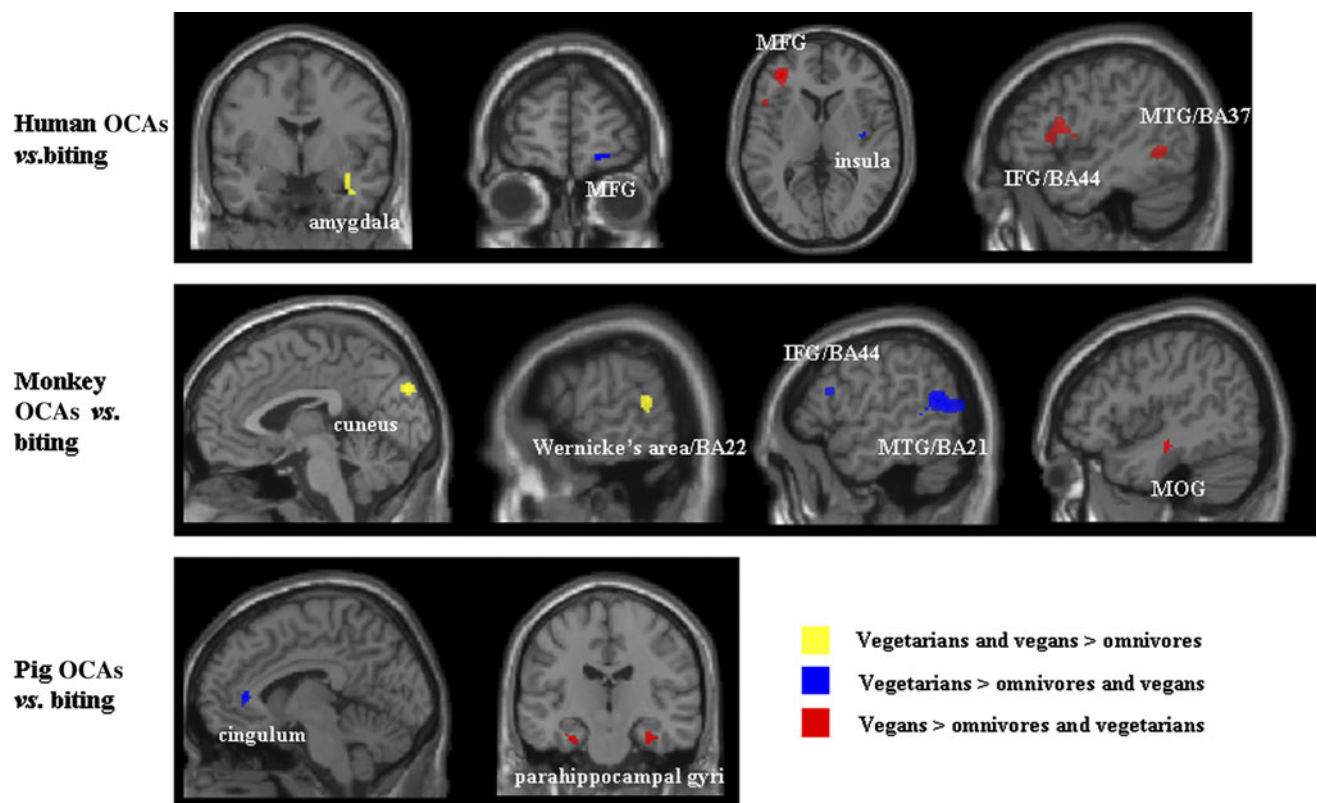 Human OCAs
vs.biting
amygdala
MFG
MFG
insula
IFG/BA44
MTG/BA37
Monkey
OCAs vs.
biting
cuneus
Wernicke's area/BA22
IFG/BA44
MTG/BA21
MOG
Pig OCAs
vs. biting
cingulum
parahippocampal gyri
Vegetarians and vegans > omnivores
Vegetarians > omnivores and vegans
Vegans > omnivores and vegetarians